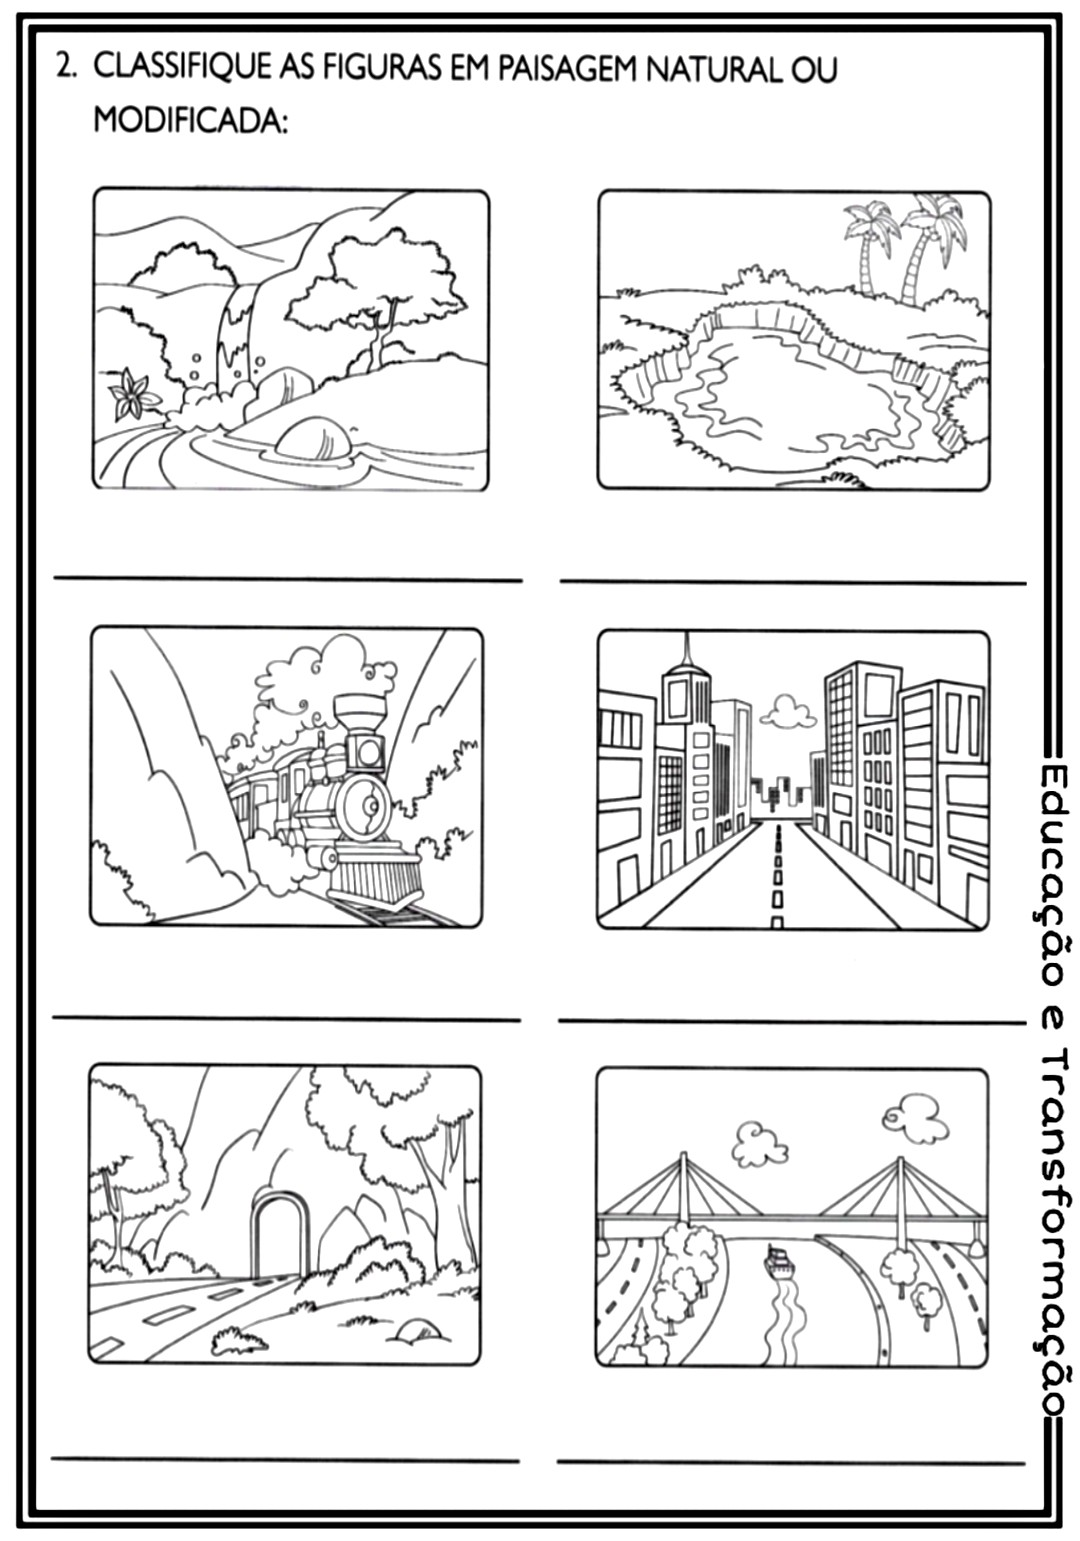 2. CLASSIFIQUE AS FIGURAS EM PAISAGEM NATURAL OU
MODIFICADA:
Educação e Transformação